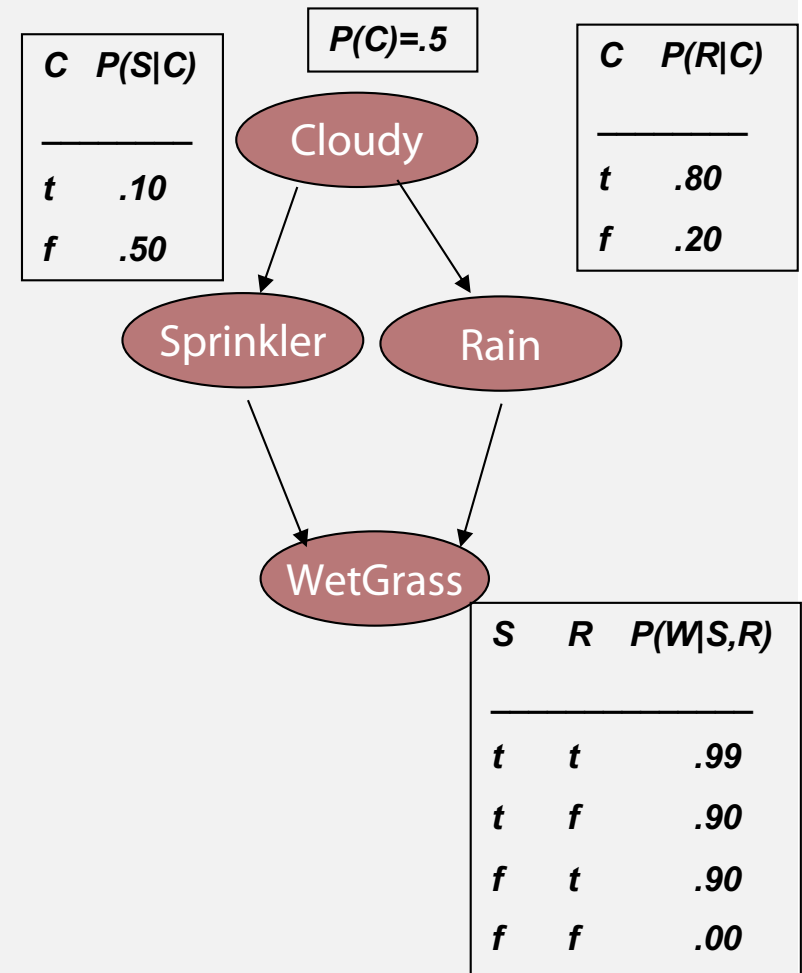 P(C)=.5
C P(S|C)
t .10
f .50
C P(R|C)
t .80
f .20
Cloudy
Sprinkler
Rain
WetGrass
S R P(W|S,R)
t t .99
t f .90
f t .90
f f .00